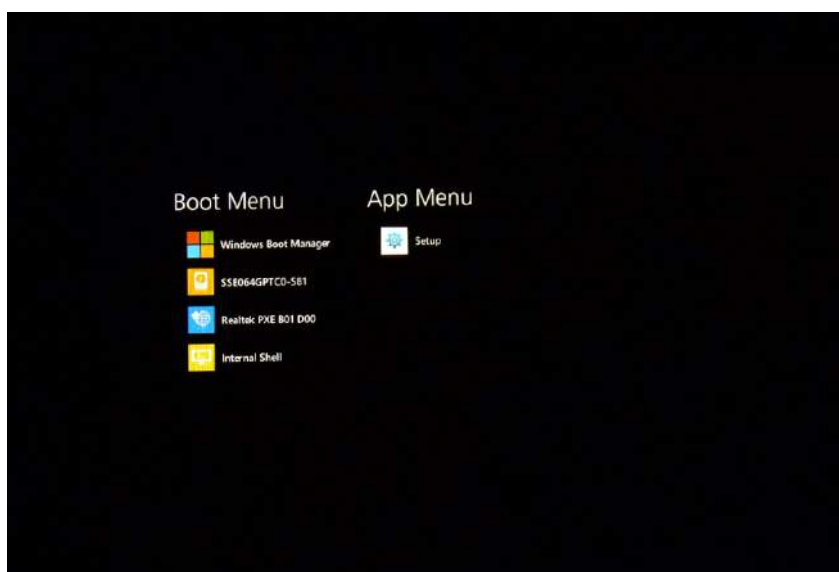 Boot Menu
Windows Boot Manager
SSE064GPTC0-S81
Realtek PXE B01 D00
Internal Shell
App Menu
Setup